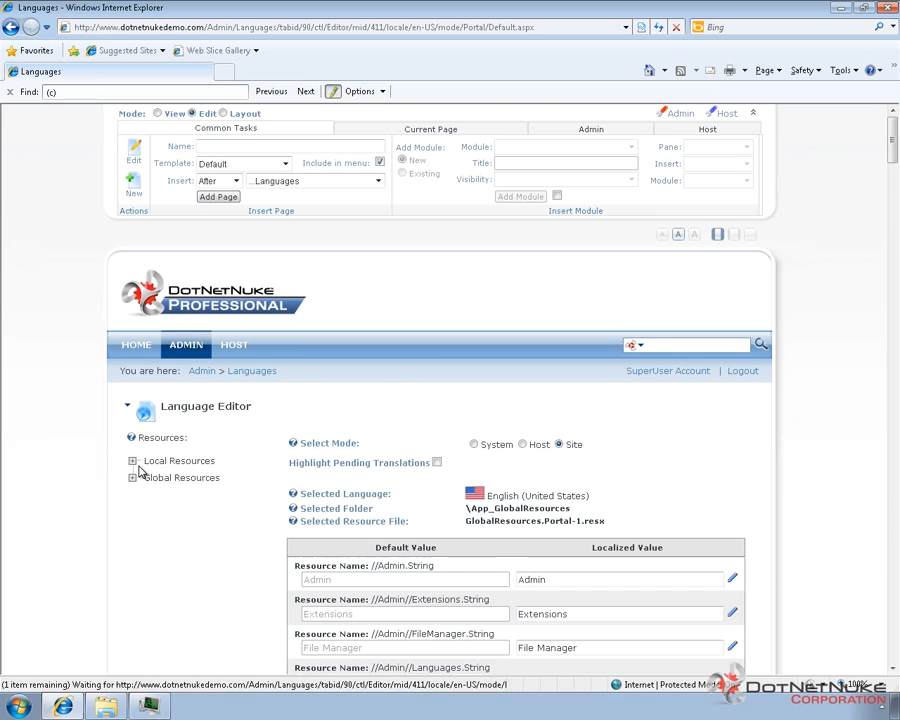 Languages - Windows Internet Explorer
http://www.dotnetnukedemo.com/Admin/Languages/tabid/90/ctl/Editor/mid/411/locale/en-US/mode/Portal/Default.aspx
Bing
Favorites Suggested Sites Web Slice Gallery
Languages
Page Safety Tools
Find: (c) Previous Next Options
Mode: View Edit Layout Admin Host
Common Tasks Current Page Admin Host
Edit Name: Add Module: New Existing Module: Pane:
Template: Default Include in menu: Title: Insert:
New Insert: After ...Languages Visibility: Module:
Add Page Add Module
Actions Insert Page Insert Module
A A A
DOTNETNUKE
PROFESSIONAL
HOME ADMIN HOST
You are here: Admin > Languages SuperUser Account | Logout
Language Editor
Resources:
Local Resources
Global Resources
Select Mode: System Host Site
Highlight Pending Translations
Selected Language: English (United States)
Selected Folder \App_GlobalResources
Selected Resource File: GlobalResources.Portal-1.resx
Default Value Localized Value
Resource Name: //Admin.String
Admin Admin
Resource Name: //Admin//Extensions.String
Extensions Extensions
Resource Name: //Admin//FileManager.String
File Manager File Manager
Resource Name: //Admin//Languages.String
(1 item remaining) Waiting for http://www.dotnetnukedemo.com/Admin/Languages/tabid/90/ctl/Editor/mid/411/locale/en-US/mode/ Internet | Protected 100%
DOTNETNUKE
CORPORATION